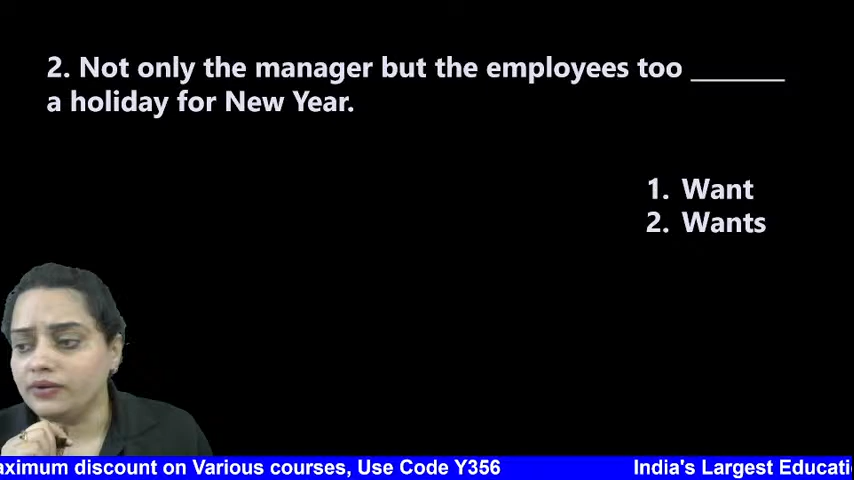 2. Not only the manager but the employees too _______
a holiday for New Year.
1. Want
2. Wants
aximum discount on Various courses, Use Code Y356 India's Largest Educati